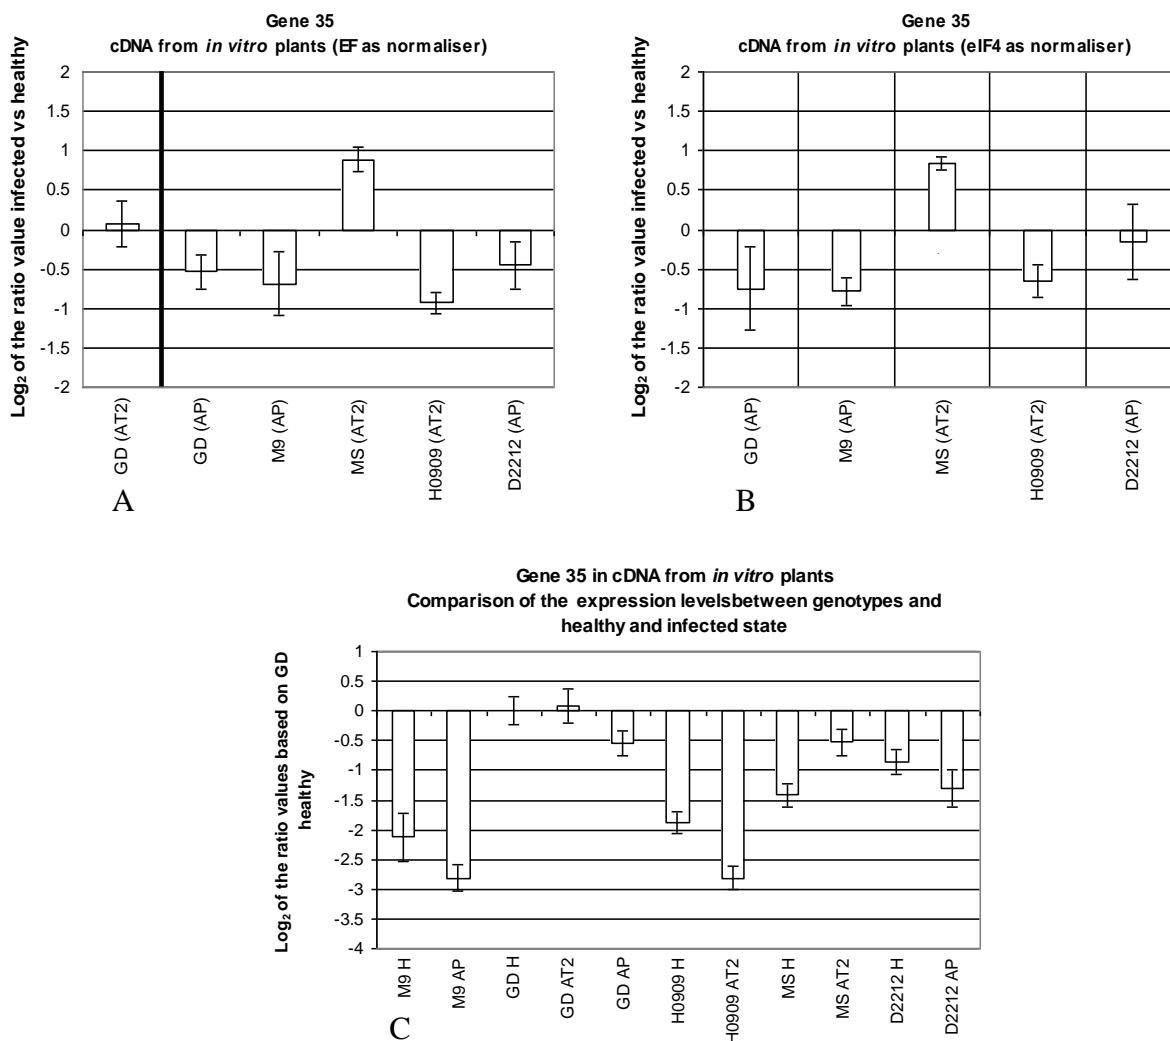 Gene 35
cDNA from in vitro plants (EF as normaliser)
Log2 of the ratio value infected vs healthy
2
1.5
1
0.5
0
-0.5
-1
-1.5
-2
GD (AT2)
GD (AP)
M9 (AP)
MS (AT2)
H0909 (AT2)
D2212 (AP)
A
Gene 35
cDNA from in vitro plants (eIF4 as normaliser)
Log2 of the ratio value infected vs healthy
2
1.5
1
0.5
0
-0.5
-1
-1.5
-2
GD (AP)
M9 (AP)
MS (AT2)
H0909 (AT2)
D2212 (AP)
B
Gene 35 in cDNA from in vitro plants
Comparison of the expression levelsbetween genotypes and
healthy and infected state
Log2 of the ratio values based on GD
healthy
1
0.5
0
-0.5
-1
-1.5
-2
-2.5
-3
-3.5
-4
M9 H
M9 AP
GD H
GD AT2
GD AP
H0909 H
H0909 AT2
MS H
MS AT2
D2212 H
D2212 AP
C